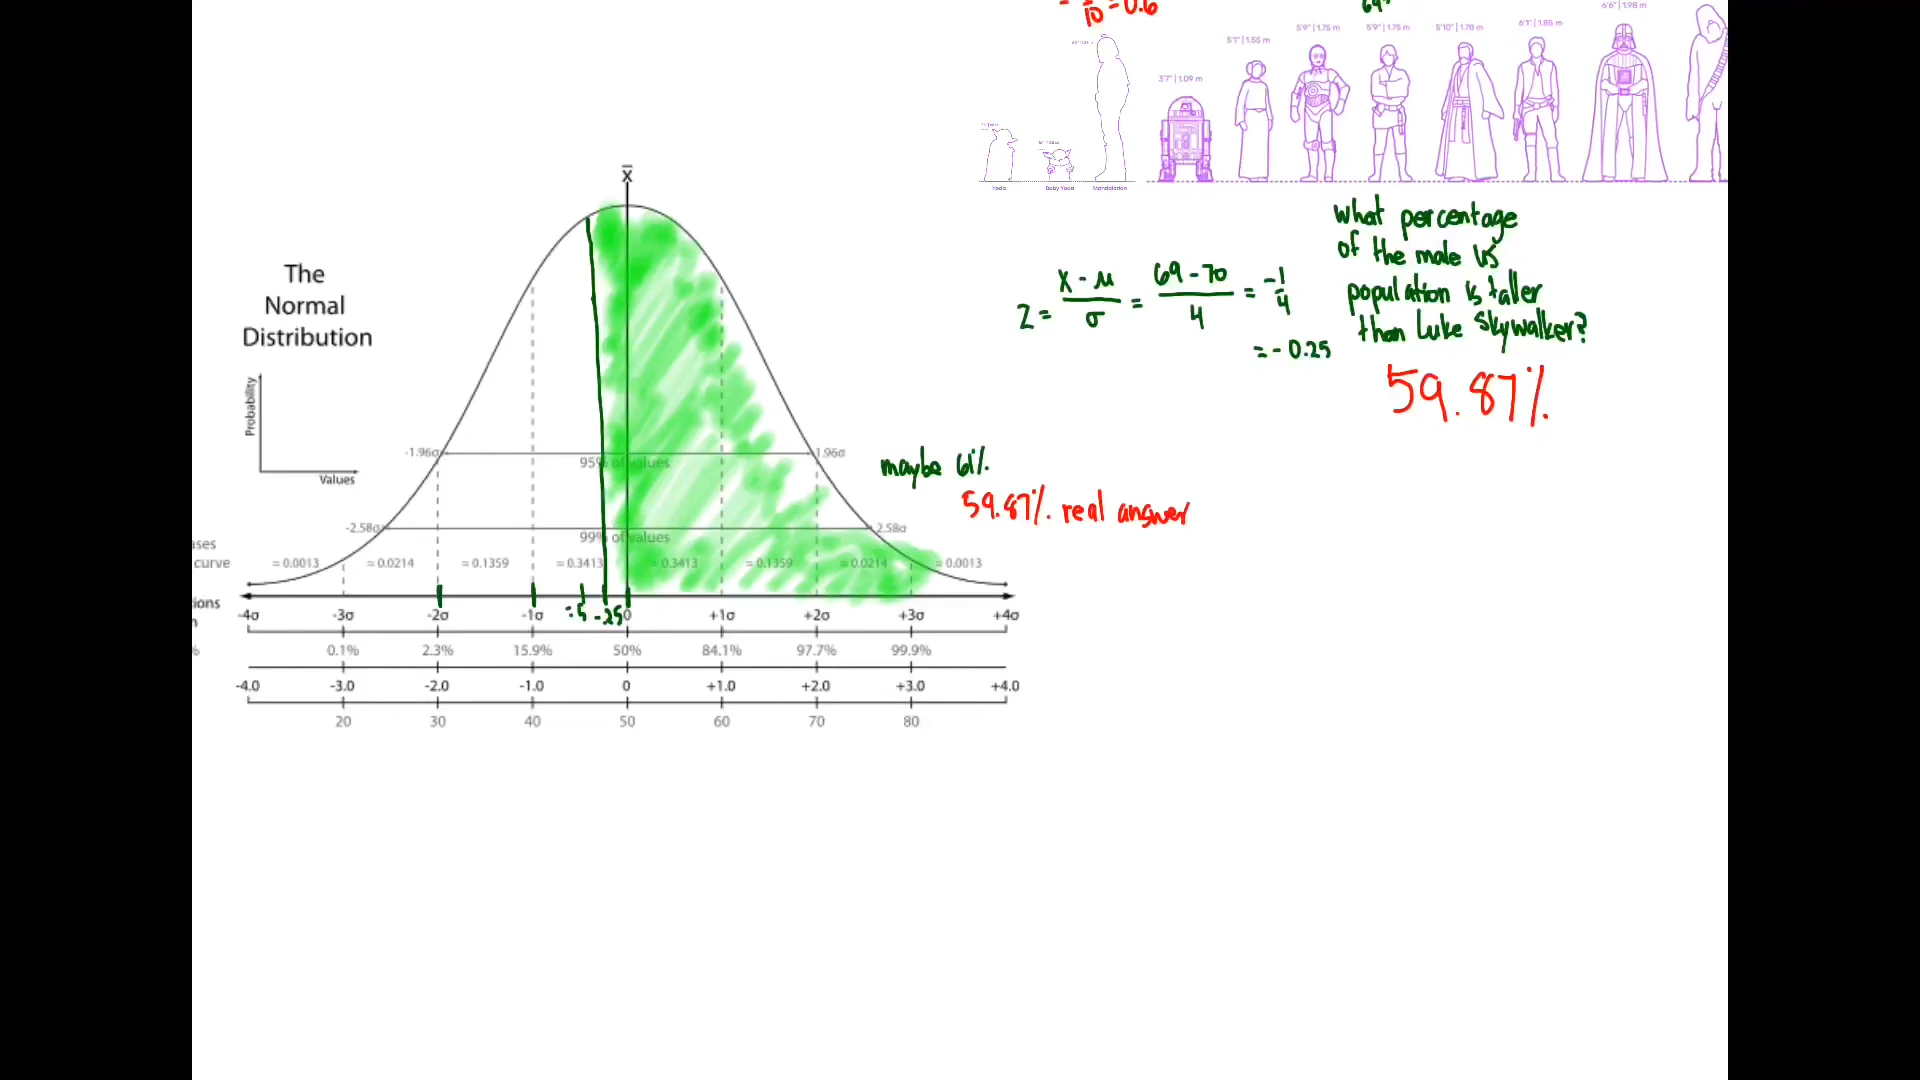 10 = 0.6
69"
6'6" | 1.98 m
6'1" | 1.85 m
5'9" | 1.75 m
5'9" | 1.75 m
5'10" | 1.78 m
5'1" | 1.55 m
3'7" | 1.09 m
Yoda
Baby Yoda
Mandalorian
x̄
The
Normal
Distribution
Probability
Values
What percentage
of the male US
population is taller
than Luke Skywalker?
59.87%
Z = x - μ / σ = 69 - 70 / 4 = -1 / 4
= - 0.25
maybe 61%
59.87% real answer
-1.96σ
95% of values
1.96σ
-2.58σ
99% of values
2.58σ
ases
curve
= 0.0013
= 0.0214
= 0.1359
= 0.3413
= 0.3413
= 0.1359
= 0.0214
= 0.0013
ions
n
-4σ -3σ -2σ -1σ -.5 -.25 0 +1σ +2σ +3σ +4σ
% 0.1% 2.3% 15.9% 50% 84.1% 97.7% 99.9%
-4.0 -3.0 -2.0 -1.0 0 +1.0 +2.0 +3.0 +4.0
20 30 40 50 60 70 80